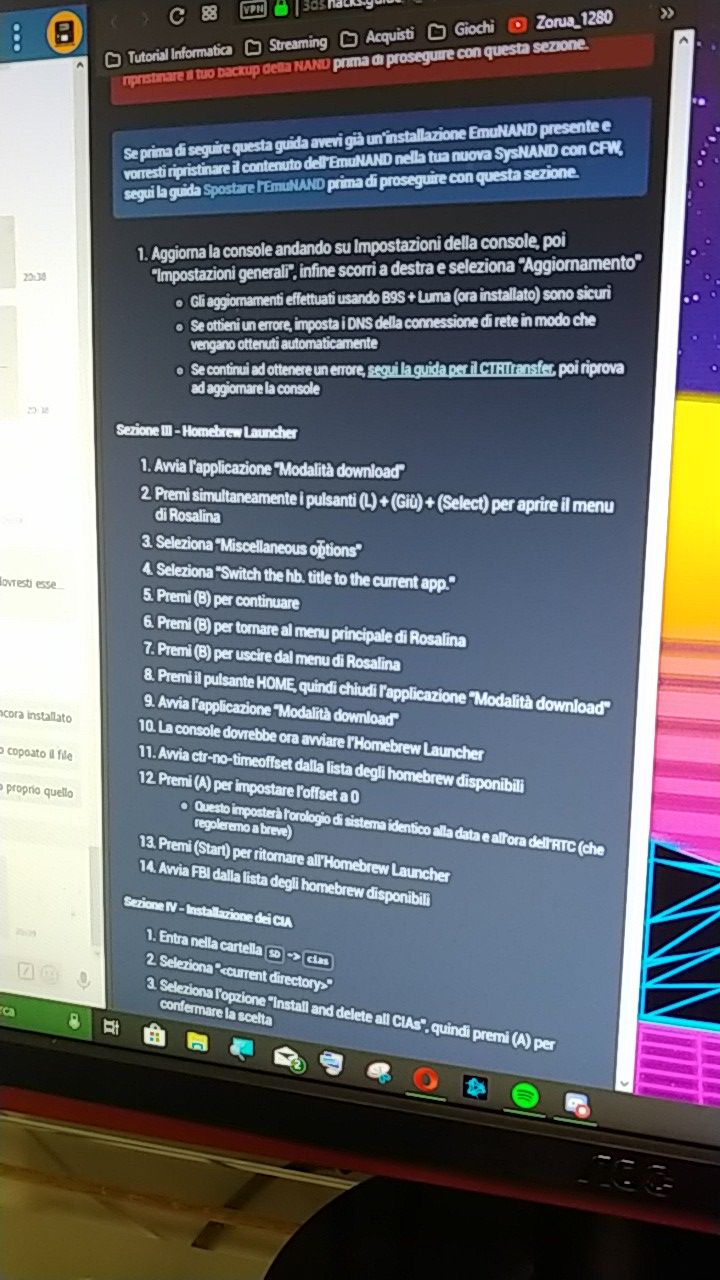 VPN
3ds.hacks.guide
Tutorial Informatica
Streaming
Acquisti
Giochi
Zorua_1280
ripristinare il tuo backup della NAND prima di proseguire con questa sezione.
Se prima di seguire questa guida avevi già un'installazione EmuNAND presente e
vorresti ripristinare il contenuto dell'EmuNAND nella tua nuova SysNAND con CFW,
segui la guida Spostare l'EmuNAND prima di proseguire con questa sezione.
1. Aggiorna la console andando su Impostazioni della console, poi
"Impostazioni generali", infine scorri a destra e seleziona "Aggiornamento"
Gli aggiornamenti effettuati usando B9S + Luma (ora installato) sono sicuri
Se ottieni un errore, imposta i DNS della connessione di rete in modo che
vengano ottenuti automaticamente
Se continui ad ottenere un errore, segui la guida per il CTRTransfer, poi riprova
ad aggiornare la console
Sezione III - Homebrew Launcher
1. Avvia l'applicazione "Modalità download"
2. Premi simultaneamente i pulsanti (L) + (Giù) + (Select) per aprire il menu
di Rosalina
3. Seleziona "Miscellaneous options"
4. Seleziona "Switch the hb. title to the current app."
5. Premi (B) per continuare
6. Premi (B) per tornare al menu principale di Rosalina
7. Premi (B) per uscire dal menu di Rosalina
8. Premi il pulsante HOME, quindi chiudi l'applicazione "Modalità download"
9. Avvia l'applicazione "Modalità download"
10. La console dovrebbe ora avviare l'Homebrew Launcher
11. Avvia ctr-no-timeoffset dalla lista degli homebrew disponibili
12. Premi (A) per impostare l'offset a 0
Questo imposterà l'orologio di sistema identico alla data e all'ora dell'RTC (che
regoleremo a breve)
13. Premi (Start) per ritornare all'Homebrew Launcher
14. Avvia FBI dalla lista degli homebrew disponibili
Sezione IV - Installazione dei CIA
1. Entra nella cartella SD -> cias
2. Seleziona "<current directory>"
3. Seleziona l'opzione "Install and delete all CIAs", quindi premi (A) per
confermare la scelta
20:38
20:38
dovresti esse...
ncora installato
o copoato il file
o proprio quello
rca
2
AOC